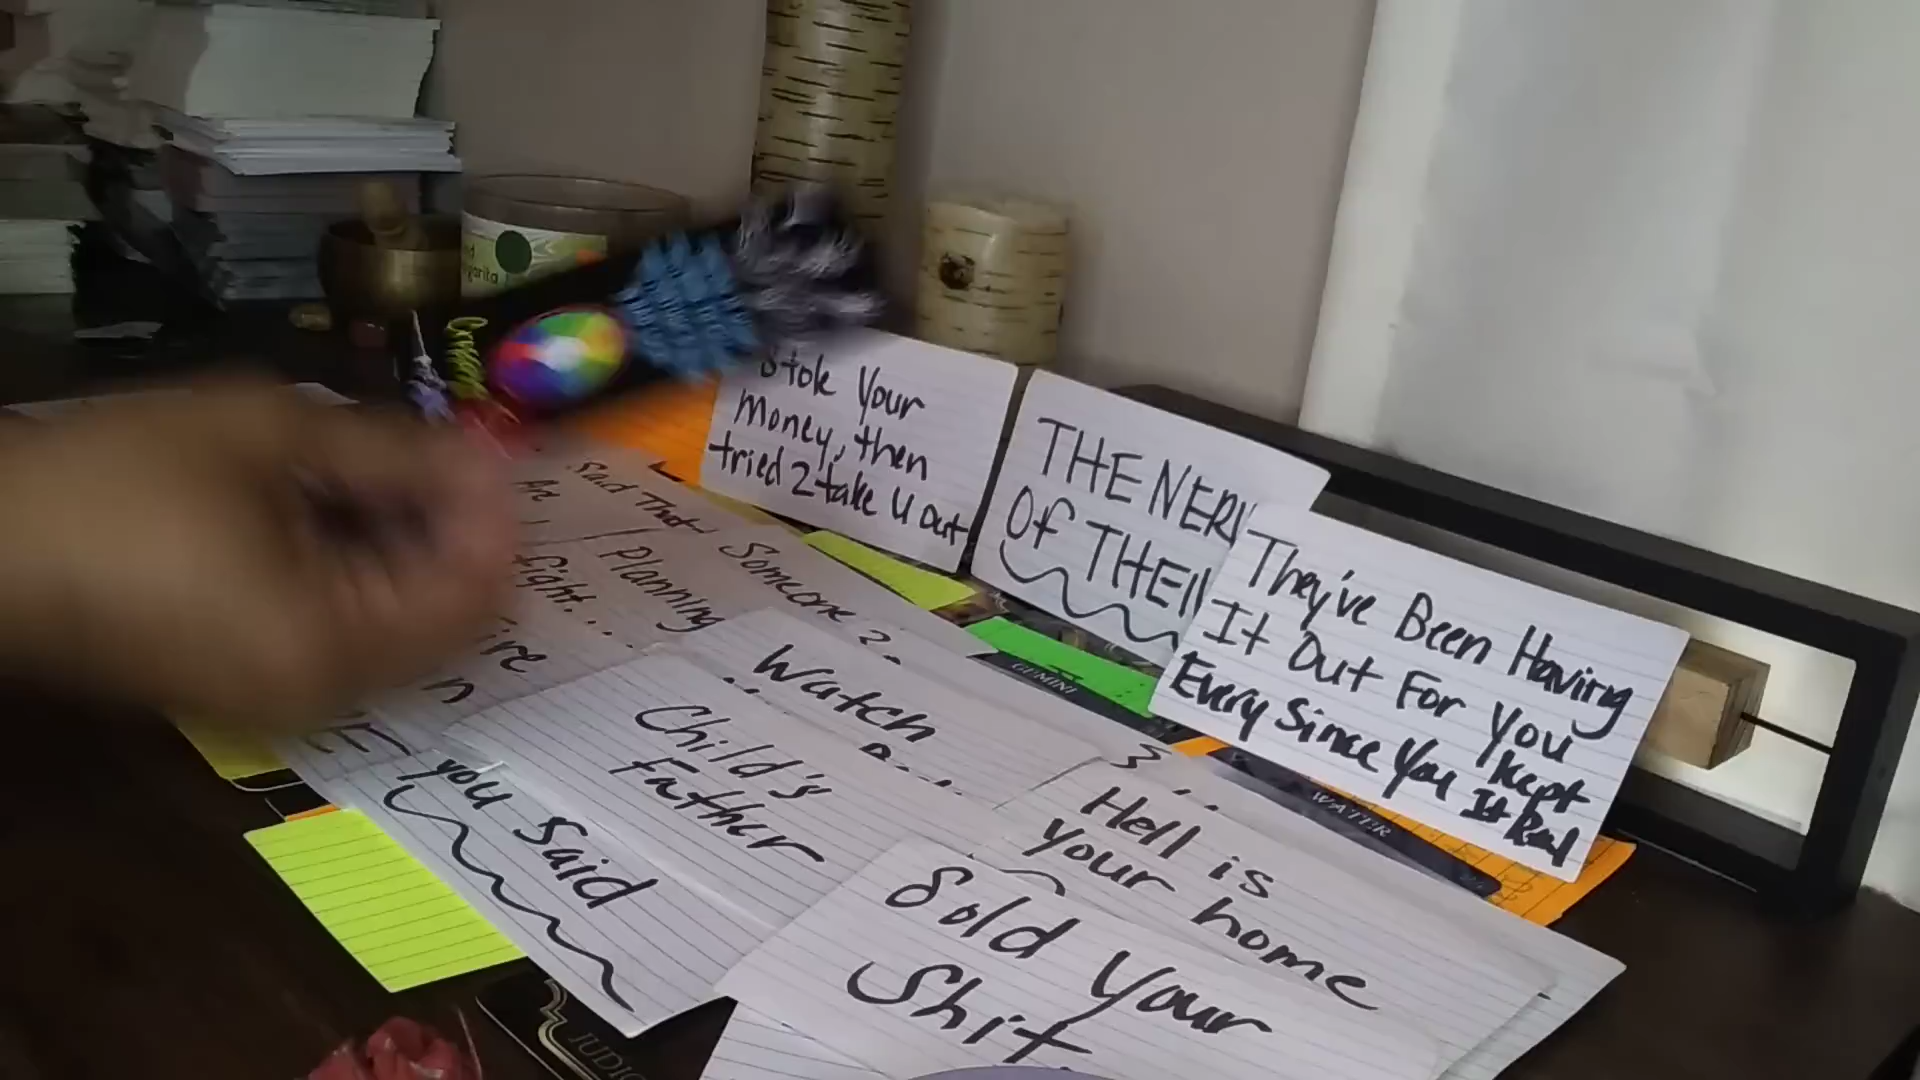 Stole Your
Money, then
tried 2 take U Out
THE
OF
They've Been Having
It Out For You
Every Since You Kept
It Real
Said That
Someone 2..
Planning
fight...
GEMINI
WATER
Watch
Child's
Father
you Said
Hell is
your home
Sold Your
Shit